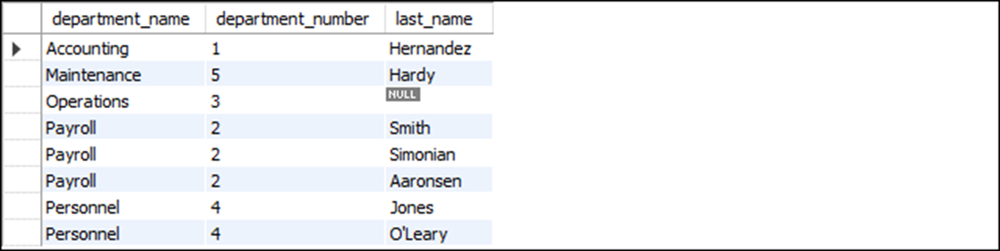 department_name department_number last_name
Accounting 1 Hernandez
Maintenance 5 Hardy
Operations 3 NULL
Payroll 2 Smith
Payroll 2 Simonian
Payroll 2 Aaronsen
Personnel 4 Jones
Personnel 4 O'Leary